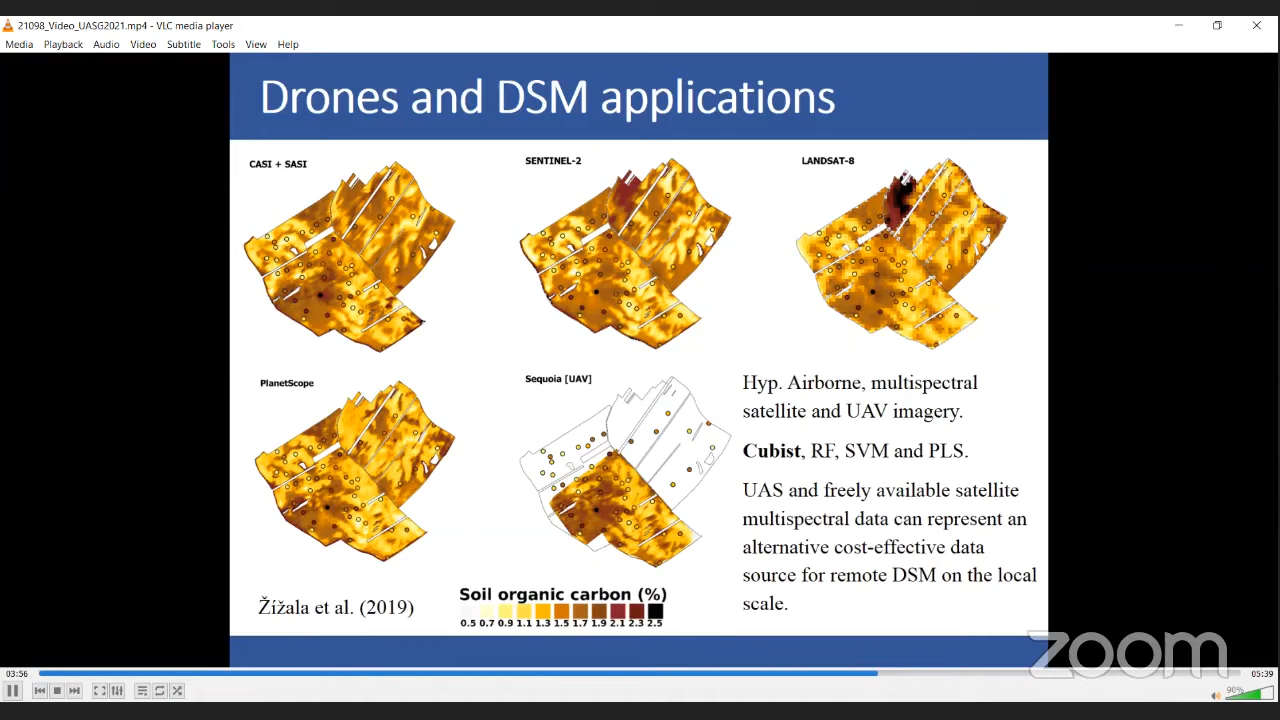 21098_Video_UASG2021.mp4 - VLC media player
Media Playback Audio Video Subtitle Tools View Help
Drones and DSM applications
CASI + SASI
SENTINEL-2
LANDSAT-8
PlanetScope
Sequoia [UAV]
Hyp. Airborne, multispectral
satellite and UAV imagery.
Cubist, RF, SVM and PLS.
UAS and freely available satellite
multispectral data can represent an
alternative cost-effective data
source for remote DSM on the local
scale.
Žížala et al. (2019)
Soil organic carbon (%)
0.5 0.7 0.9 1.1 1.3 1.5 1.7 1.9 2.1 2.3 2.5
zoom
03:56
05:39
90%